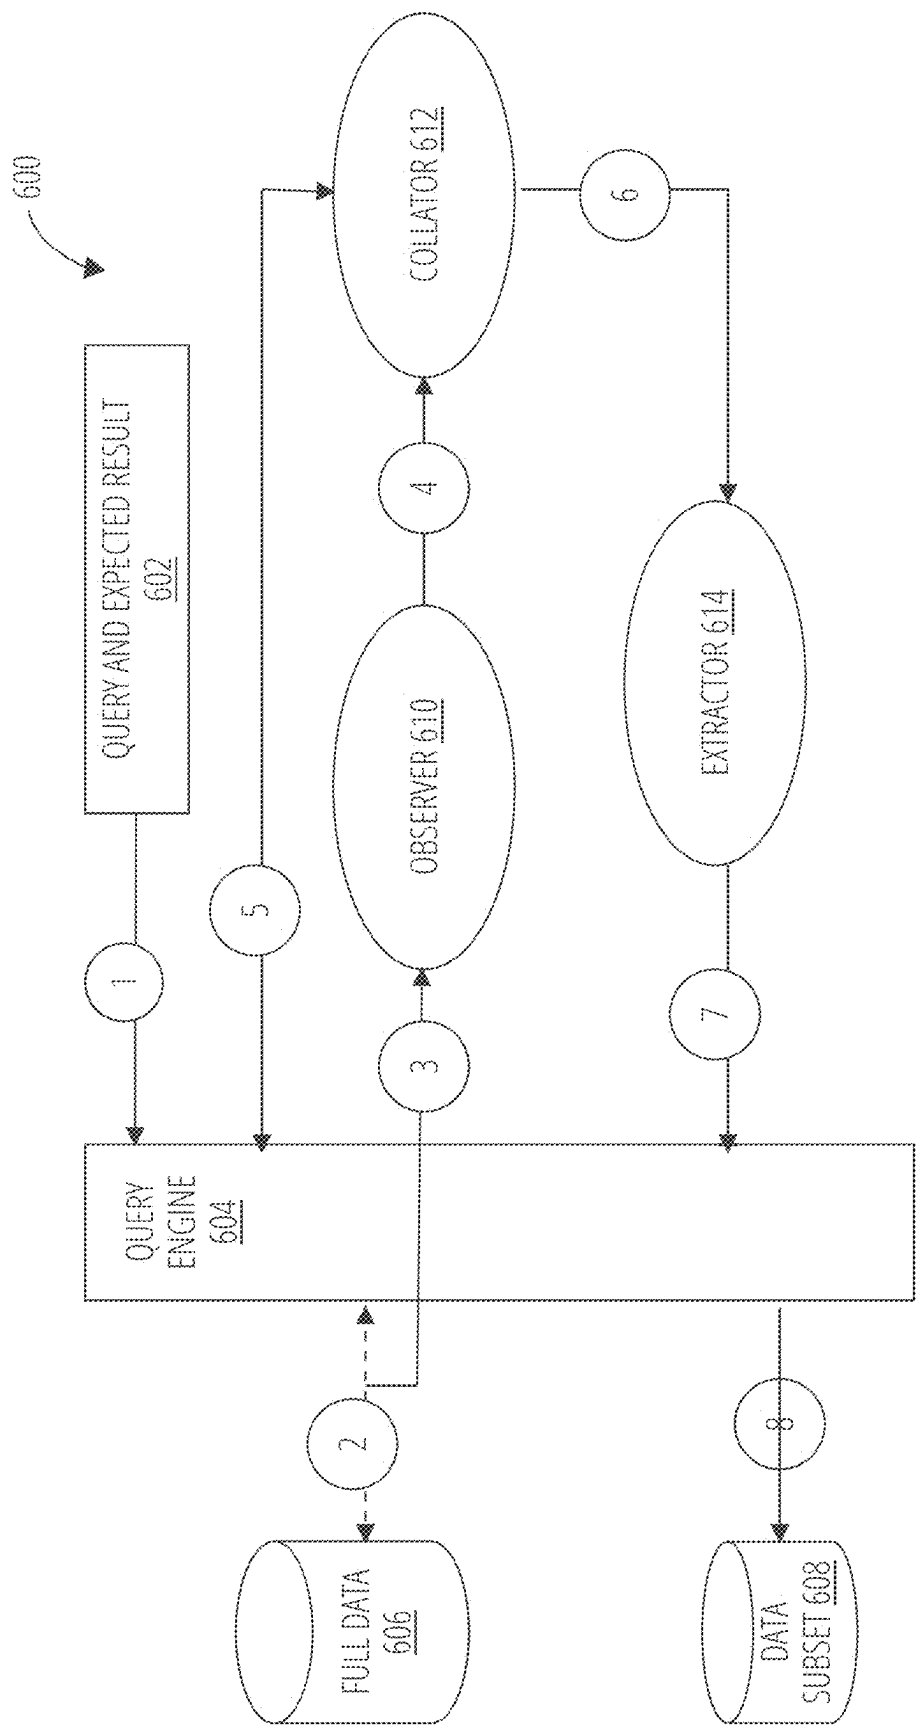 600
QUERY AND EXPECTED RESULT
602
1
5
QUERY
ENGINE
604
2
3
4
6
7
8
FULL DATA
606
OBSERVER 610
COLLATOR 612
EXTRACTOR 614
DATA
SUBSET 608